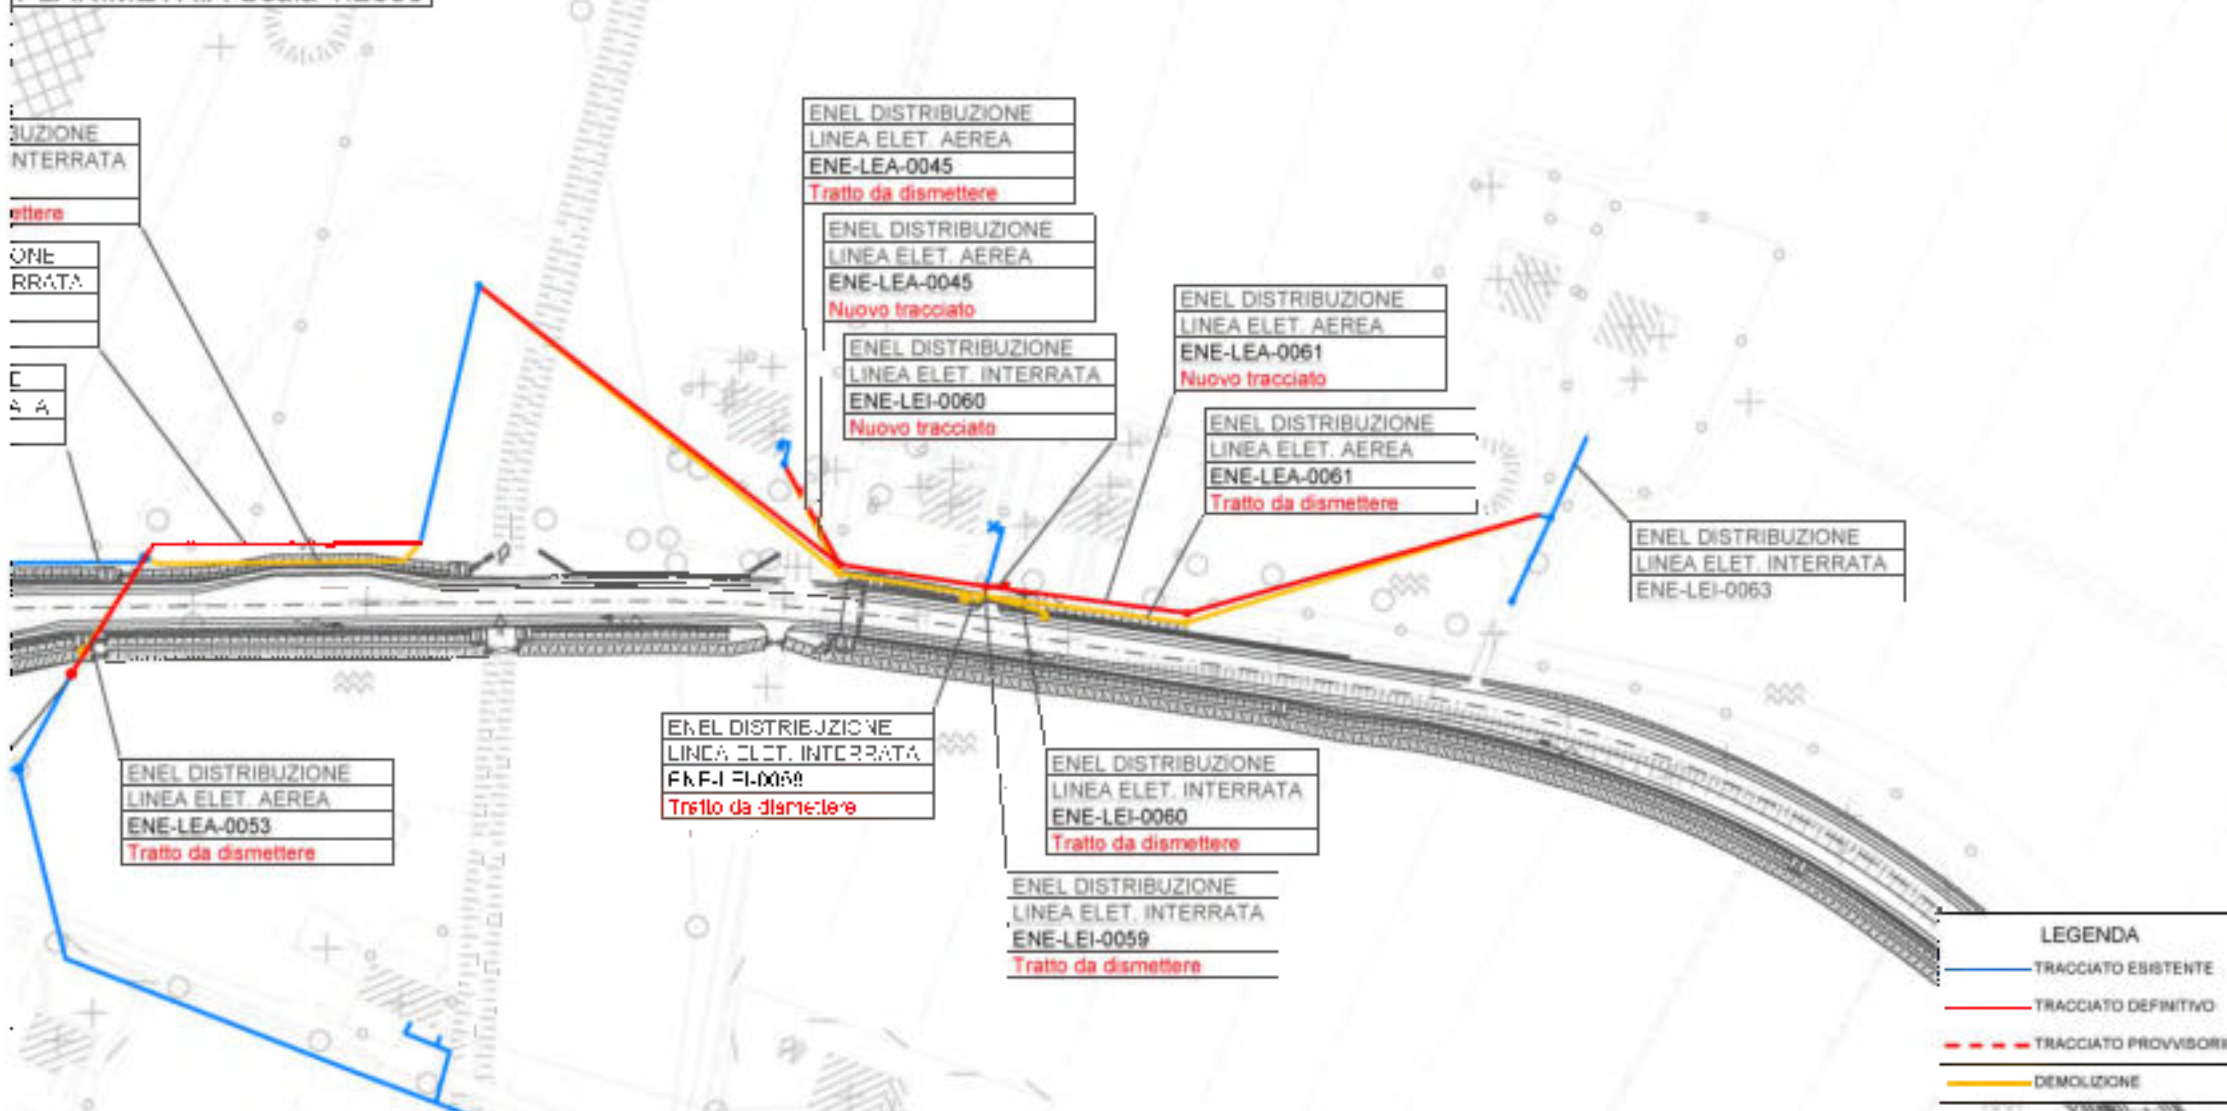 BUZIONE
INTERRATA
ettere
ONE
RRATA
E
ENEL DISTRIBUZIONE
LINEA ELET. AEREA
ENE-LEA-0045
Tratto da dismettere
ENEL DISTRIBUZIONE
LINEA ELET. AEREA
ENE-LEA-0045
Nuovo tracciato
ENEL DISTRIBUZIONE
LINEA ELET. INTERRATA
ENE-LEI-0060
Nuovo tracciato
ENEL DISTRIBUZIONE
LINEA ELET. AEREA
ENE-LEA-0061
Nuovo tracciato
ENEL DISTRIBUZIONE
LINEA ELET. AEREA
ENE-LEA-0061
Tratto da dismettere
ENEL DISTRIBUZIONE
LINEA ELET. INTERRATA
ENE-LEI-0063
ENEL DISTRIBUZIONE
LINEA ELET. AEREA
ENE-LEA-0053
Tratto da dismettere
ENEL DISTRIBUZIONE
LINEA ELET. INTERRATA
Tratto da dismettere
ENEL DISTRIBUZIONE
LINEA ELET. INTERRATA
ENE-LEI-0060
Tratto da dismettere
ENEL DISTRIBUZIONE
LINEA ELET. INTERRATA
ENE-LEI-0059
Tratto da dismettere
LEGENDA
TRACCIATO ESISTENTE
TRACCIATO DEFINITIVO
TRACCIATO PROVVISORI
DEMOLIZIONE